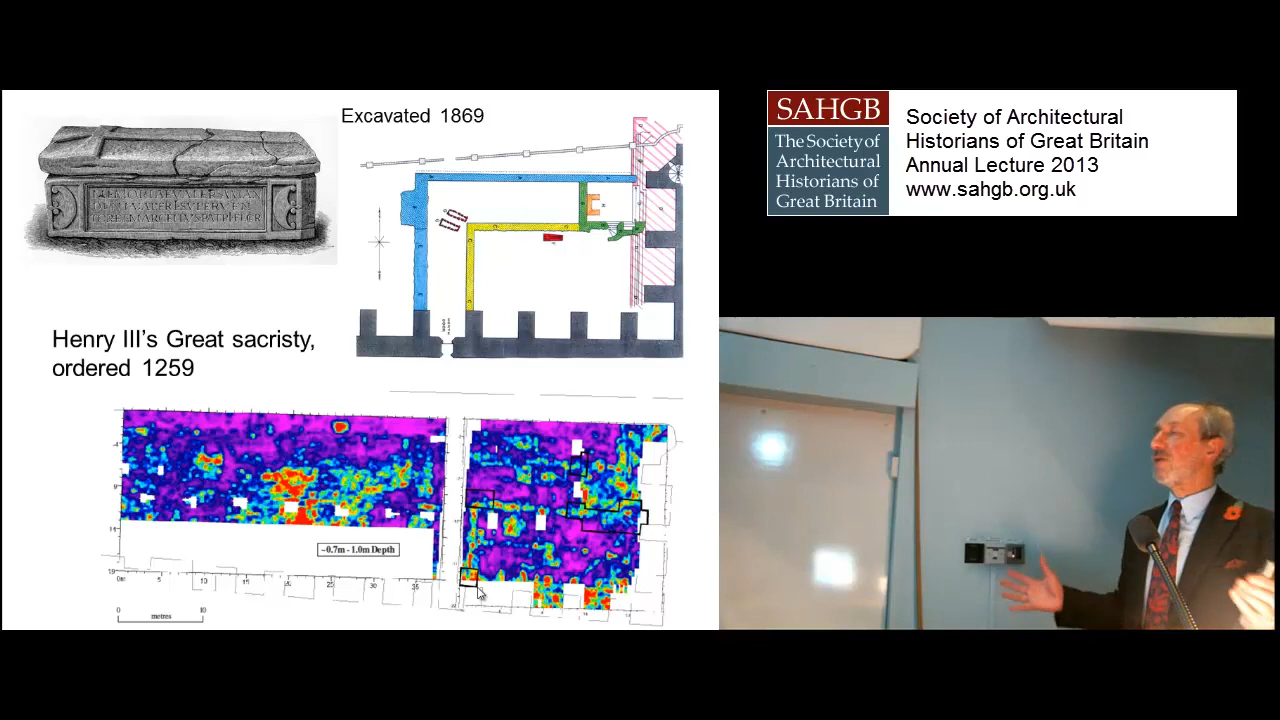 Excavated 1869
Henry III's Great sacristy,
ordered 1259
~0.7m - 1.0m Depth
metres
SAHGB
The Society of
Architectural
Historians of
Great Britain
Society of Architectural
Historians of Great Britain
Annual Lecture 2013
www.sahgb.org.uk